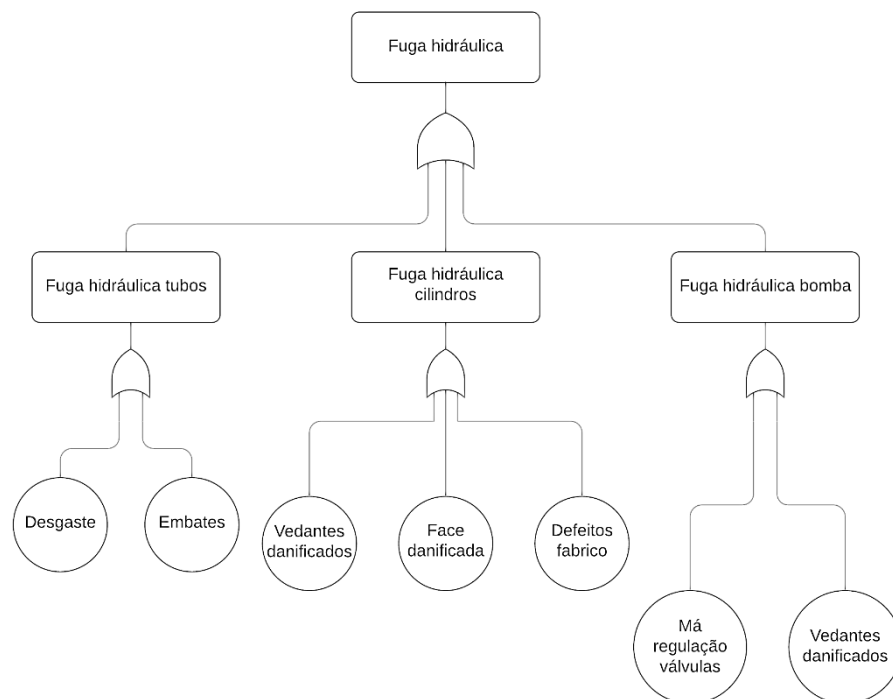 Fuga hidráulica
Fuga hidráulica tubos
Fuga hidráulica
cilindros
Fuga hidráulica bomba
Desgaste
Embates
Vedantes
danificados
Face
danificada
Defeitos
fabrico
Má
regulação
válvulas
Vedantes
danificados